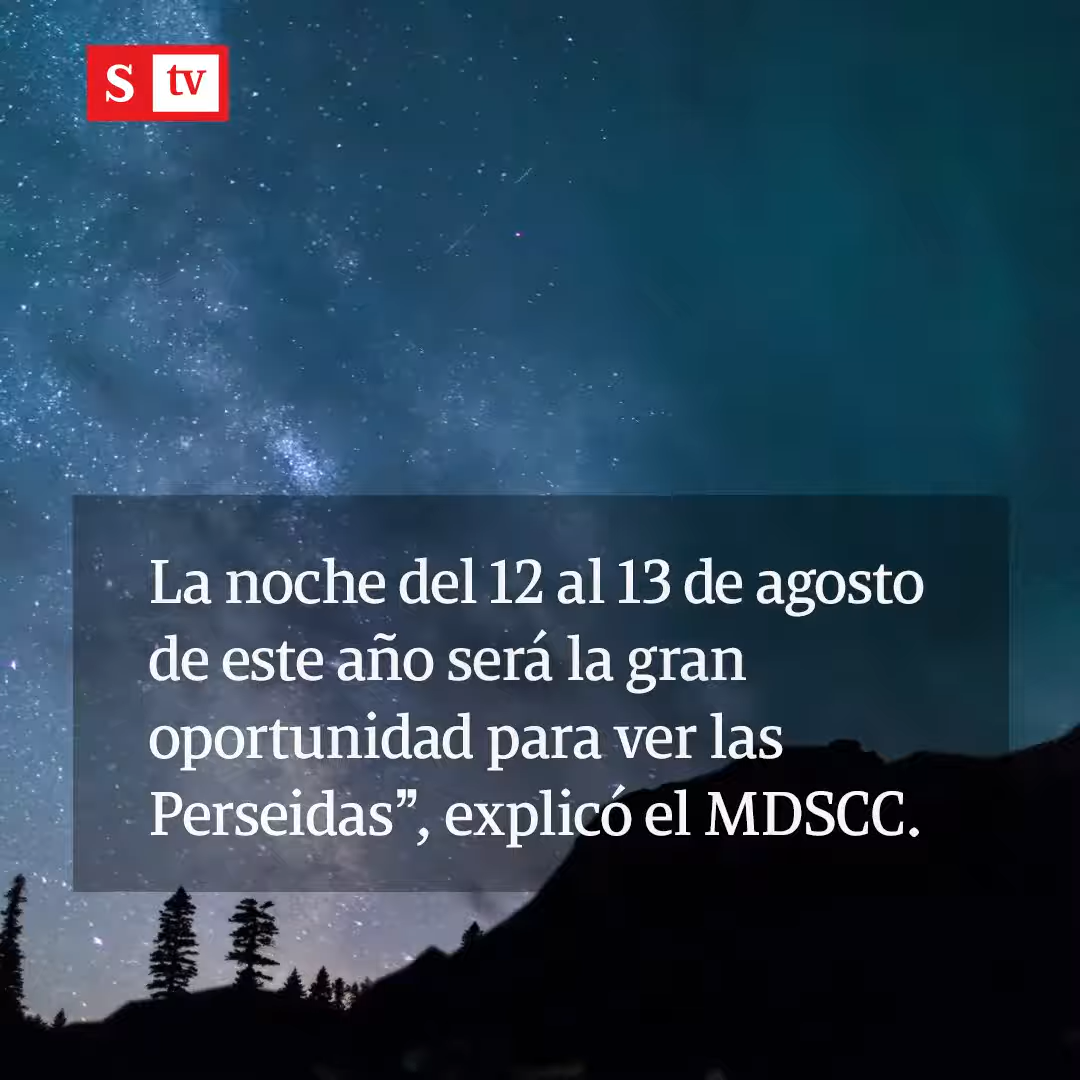 S tv
La noche del 12 al 13 de agosto
de este año será la gran
oportunidad para ver las
Perseidas”, explicó el MDSCC.